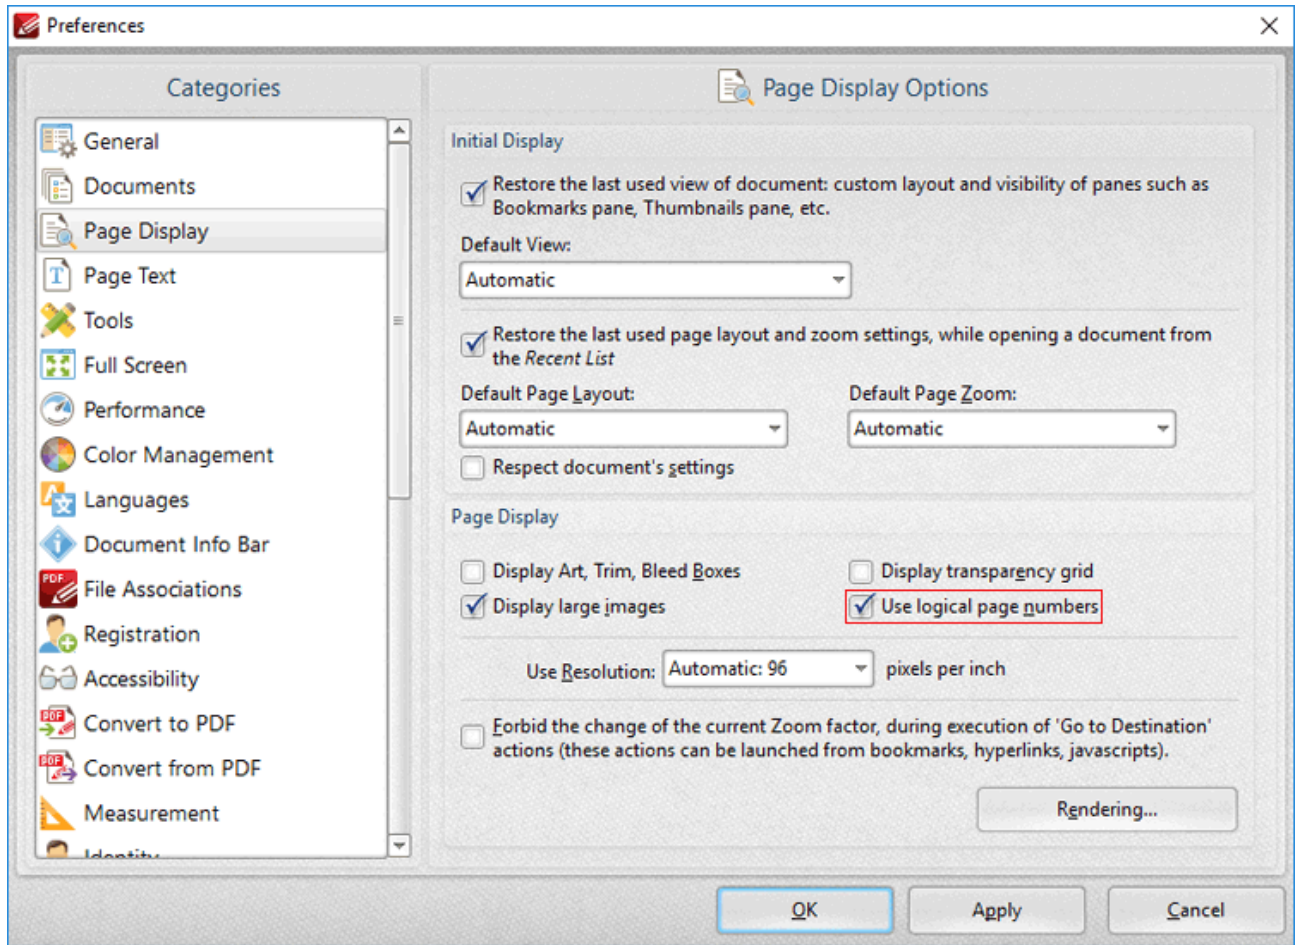 Preferences
Categories
General
Documents
Page Display
Page Text
Tools
Full Screen
Performance
Color Management
Languages
Document Info Bar
PDF
File Associations
Registration
Accessibility
PDF
Convert to PDF
PDF
Convert from PDF
Measurement
Identity
Page Display Options
Initial Display
Restore the last used view of document: custom layout and visibility of panes such as
Bookmarks pane, Thumbnails pane, etc.
Default View:
Automatic
Restore the last used page layout and zoom settings, while opening a document from
the Recent List
Default Page Layout:
Default Page Zoom:
Automatic
Automatic
Respect document's settings
Page Display
Display Art, Trim, Bleed Boxes
Display transparency grid
Display large images
Use logical page numbers
Use Resolution: Automatic: 96 pixels per inch
Forbid the change of the current Zoom factor, during execution of 'Go to Destination'
actions (these actions can be launched from bookmarks, hyperlinks, javascripts).
Rendering...
OK
Apply
Cancel